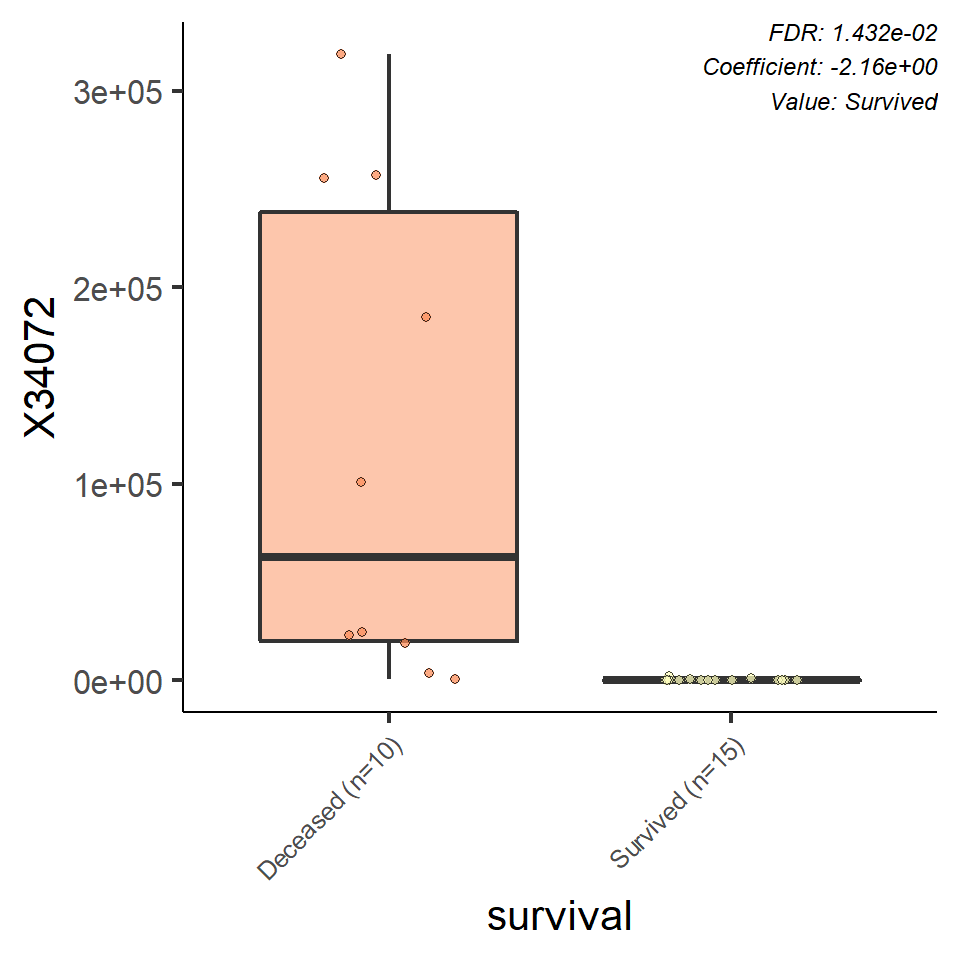 FDR: 1.432e-02
Coefficient: -2.16e+00
Value: Survived
X34072
3e+05
2e+05
1e+05
0e+00
Deceased (n=10)
Survived (n=15)
survival